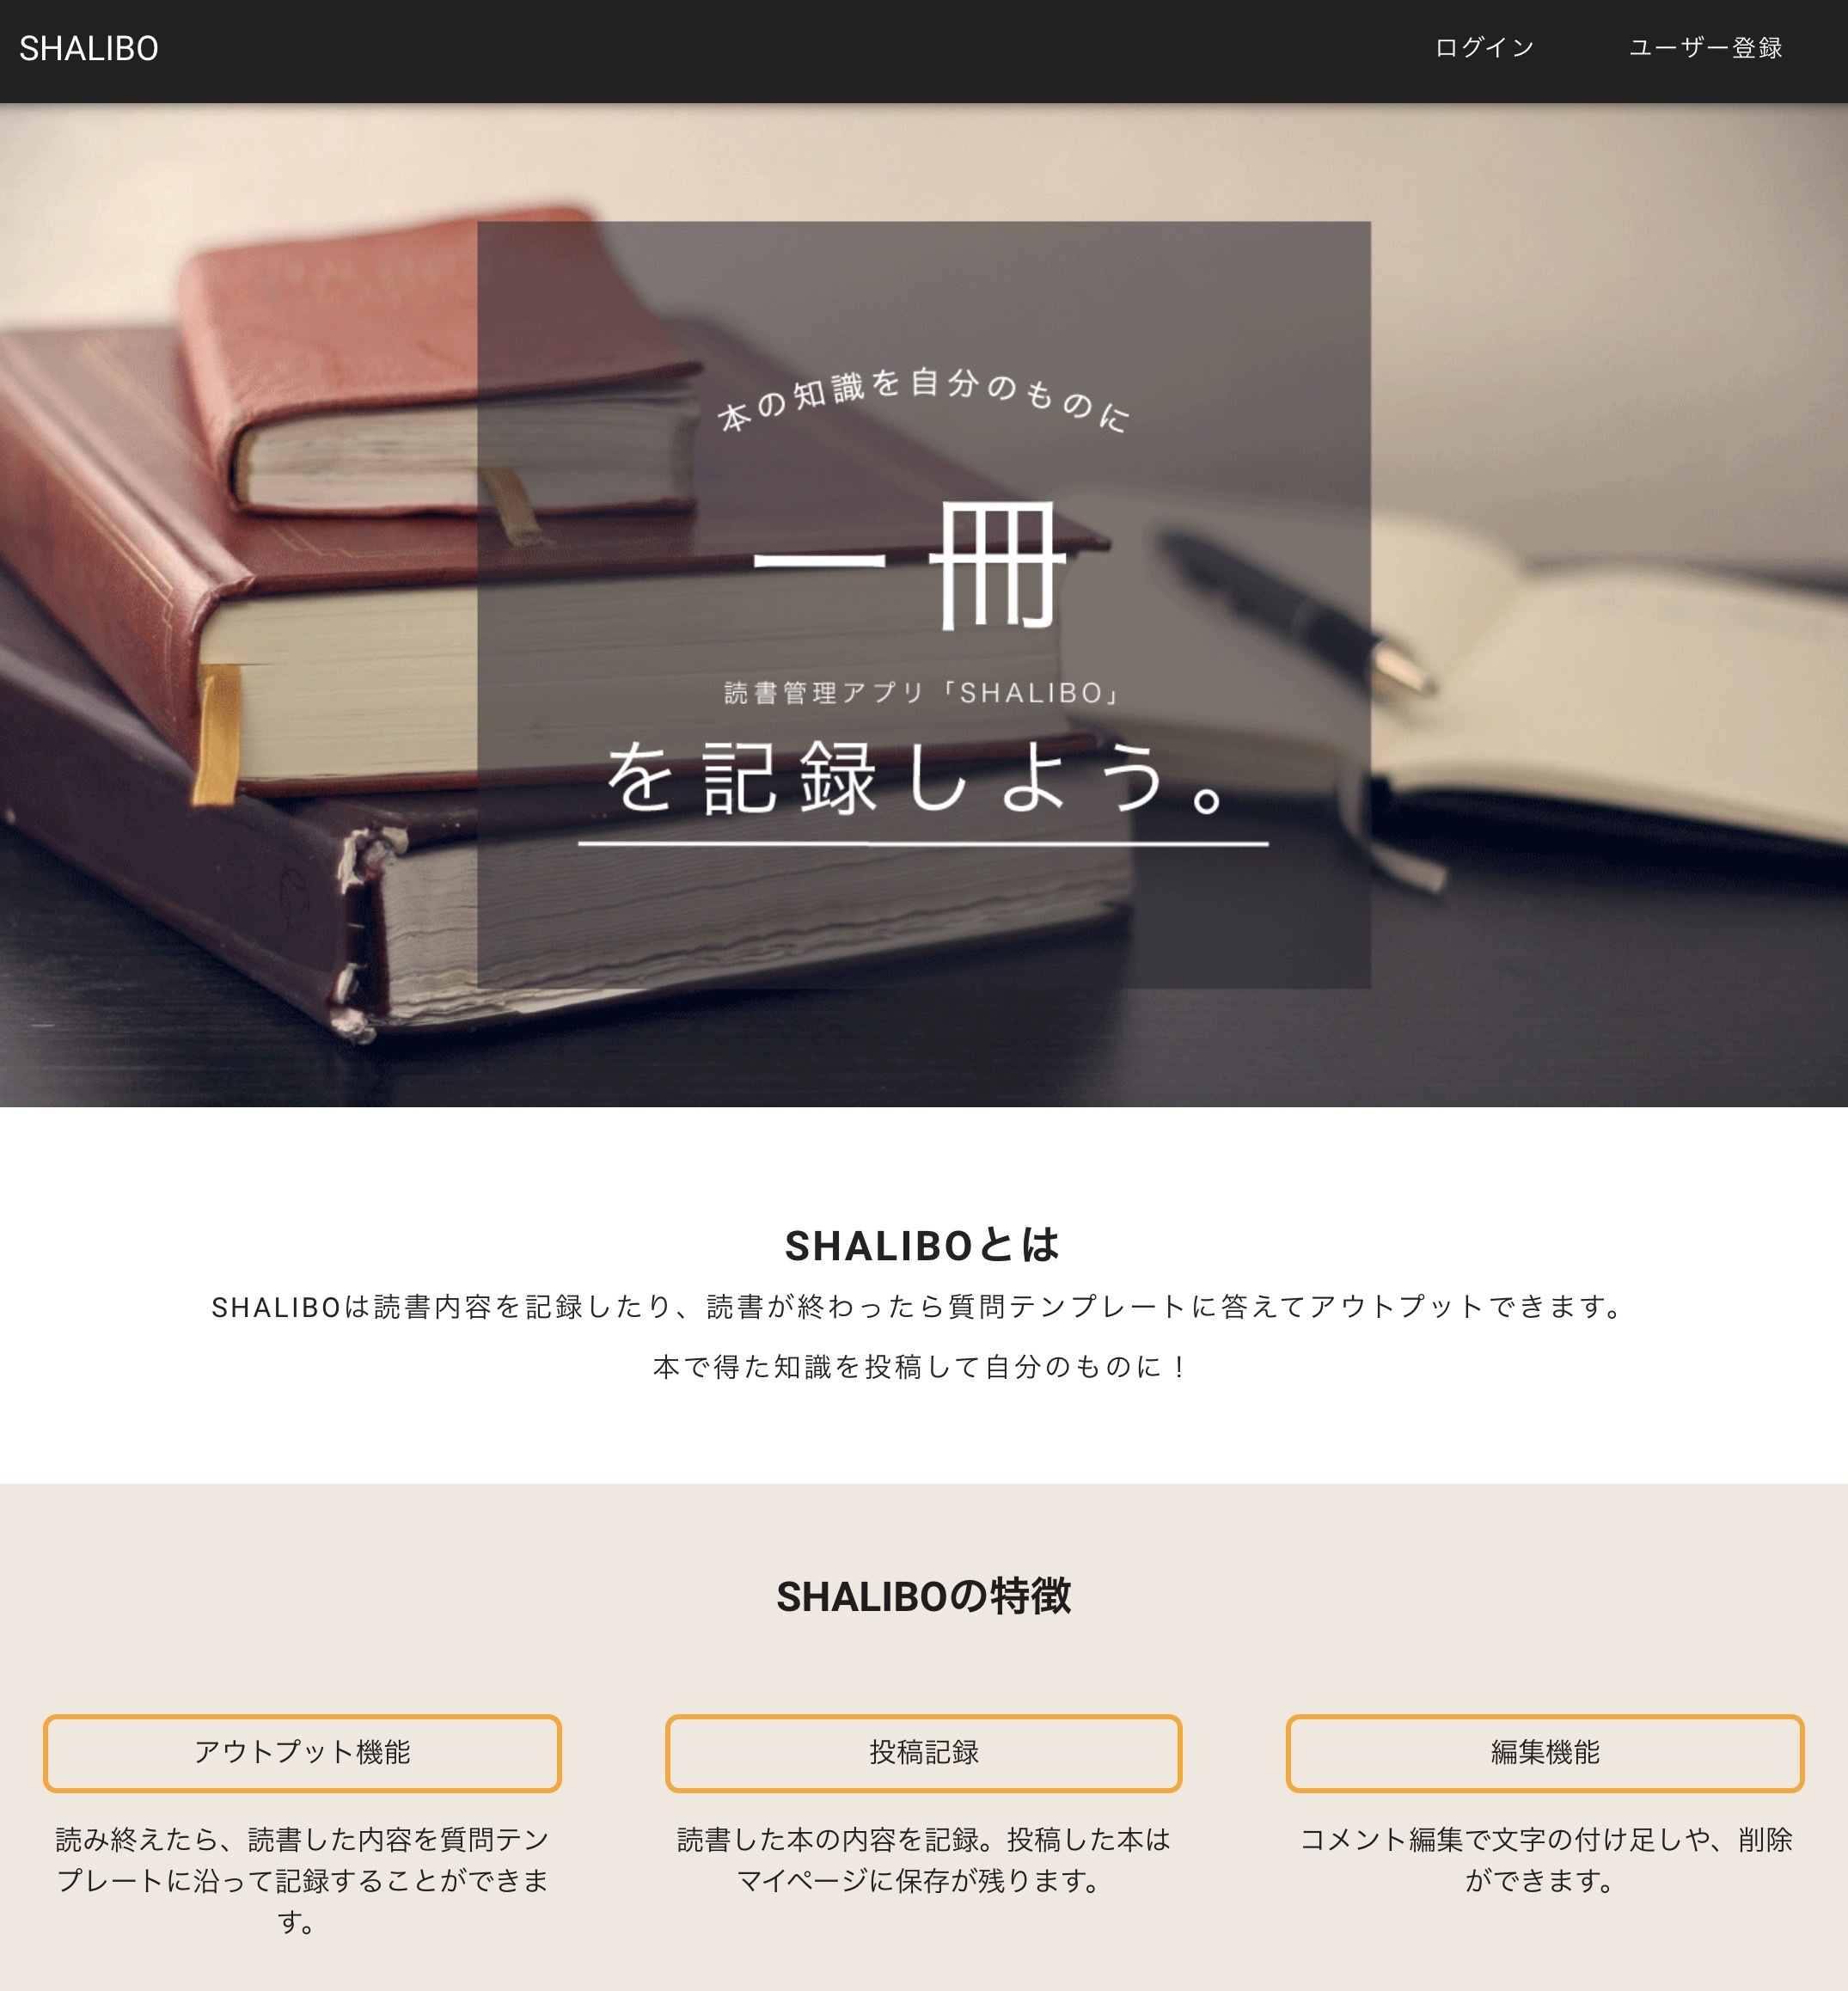 SHALIBO
ログイン
ユーザー登録
本の知識を自分のものに
一冊
読書管理アプリ「SHALIBO」
を記録しよう。
SHALIBOとは
SHALIBOは読書内容を記録したり、読書が終わったら質問テンプレートに答えてアウトプットできます。
本で得た知識を投稿して自分のものに！
SHALIBOの特徴
アウトプット機能
読み終えたら、読書した内容を質問テン
プレートに沿って記録することができま
す。
投稿記録
読書した本の内容を記録。投稿した本は
マイページに保存が残ります。
編集機能
コメント編集で文字の付け足しや、削除
ができます。